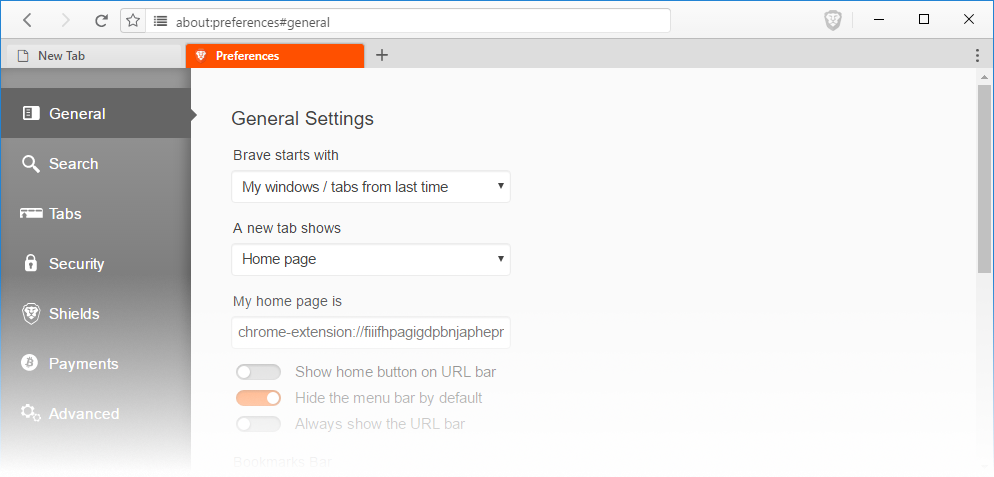 about:preferences#general
New Tab
Preferences
General
Search
Tabs
Security
Shields
Payments
Advanced
General Settings
Brave starts with
My windows / tabs from last time
A new tab shows
Home page
My home page is
chrome-extension://fiiifhpagigdpbnjaphepr
Show home button on URL bar
Hide the menu bar by default
Always show the URL bar
Bookmarks Bar